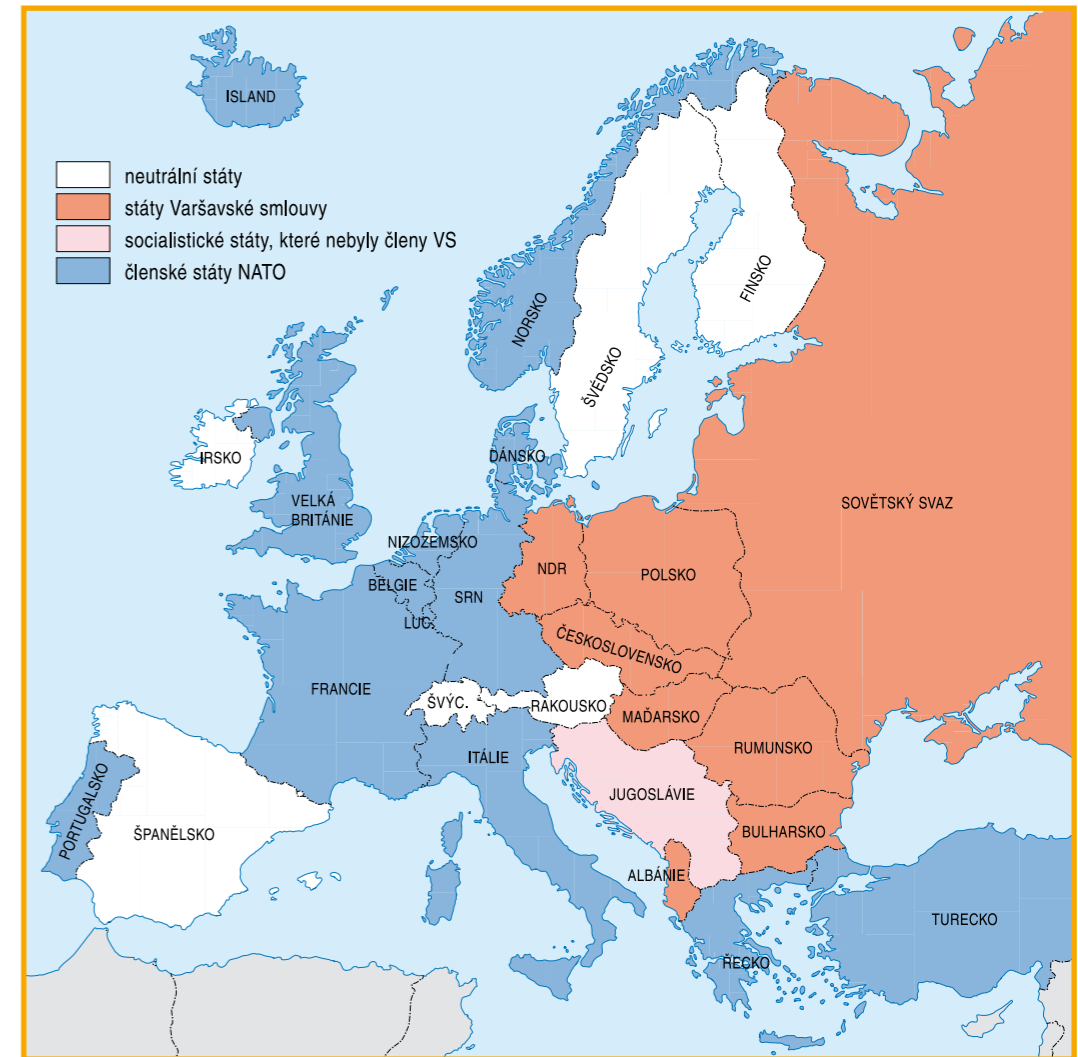 ISLAND
neutrální státy
státy Varšavské smlouvy
socialistické státy, které nebyly členy VS
členské státy NATO
NORSKO
FINSKO
ŠVÉDSKO
IRSKO
DÁNSKO
VELKÁ
BRITÁNIE
SOVĚTSKÝ SVAZ
NIZOZEMSKO
NDR
POLSKO
BELGIE
SRN
LUC.
ČESKOSLOVENSKO
FRANCIE
ŠVÝC.
RAKOUSKO
MAĎARSKO
RUMUNSKO
ITÁLIE
JUGOSLÁVIE
PORTUGALSKO
ŠPANĚLSKO
BULHARSKO
ALBÁNIE
TURECKO
ŘECKO